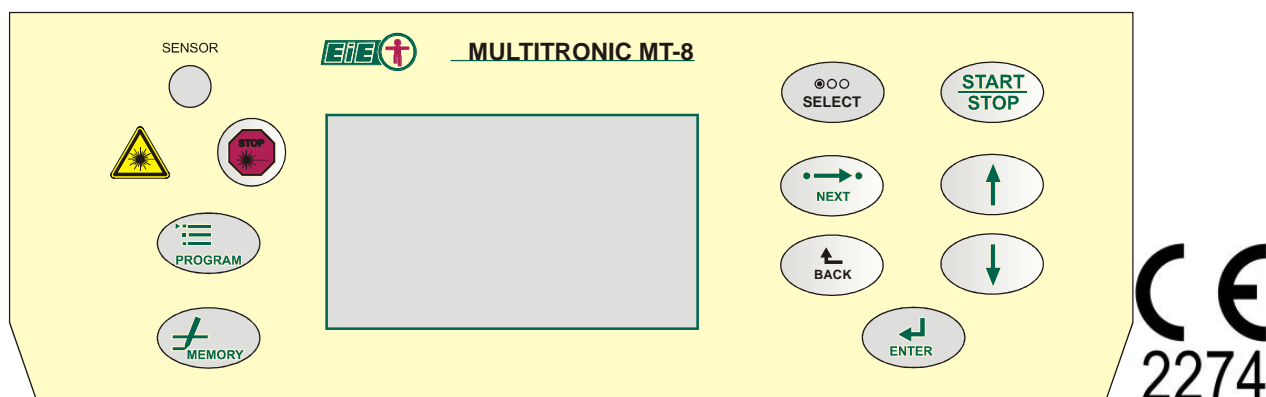 SENSOR
EiE
MULTITRONIC MT-8
SELECT
START
STOP
STOP
NEXT
PROGRAM
BACK
MEMORY
ENTER
CE
2274